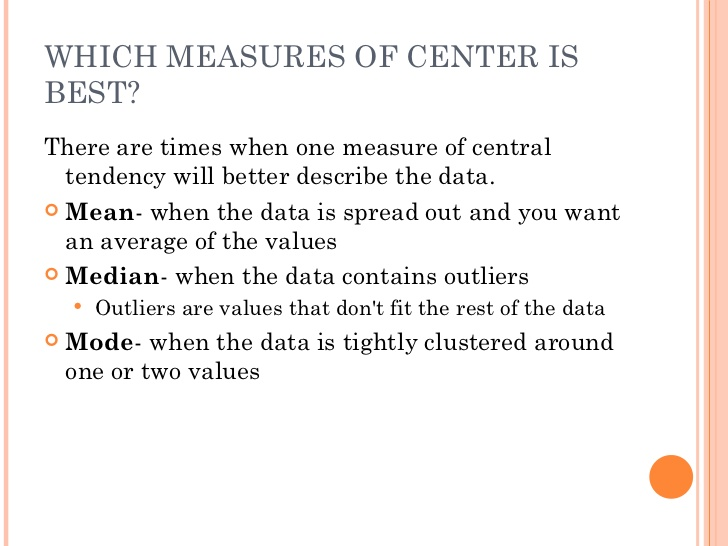 WHICH MEASURES OF CENTER IS
BEST?
There are times when one measure of central
tendency will better describe the data.
Mean- when the data is spread out and you want
an average of the values
Median- when the data contains outliers
Outliers are values that don't fit the rest of the data
Mode- when the data is tightly clustered around
one or two values